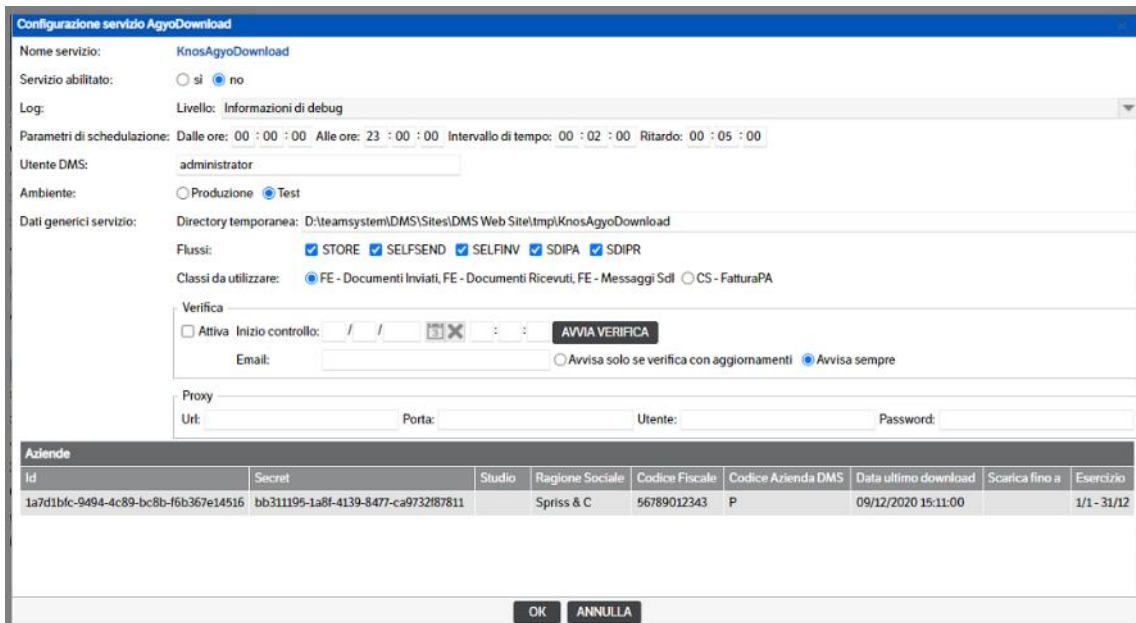 Configurazione servizio AgyoDownload
Nome servizio: KnosAgyoDownload
Servizio abilitato: sì no
Log: Livello: Informazioni di debug
Parametri di schedulazione: Dalle ore: 00 : 00 : 00 Alle ore: 23 : 00 : 00 Intervallo di tempo: 00 : 02 : 00 Ritardo: 00 : 05 : 00
Utente DMS: administrator
Ambiente: Produzione Test
Dati generici servizio: Directory temporanea: D:\teamsystem\DMS\Sites\DMS Web Site\tmp\KnosAgyoDownload
Flussi: STORE SELFSEND SELFINV SDIPA SDIPR
Classi da utilizzare: FE - Documenti Inviati, FE - Documenti Ricevuti, FE - Messaggi SdI CS - FatturaPA
Verifica
Attiva Inizio controllo: / / : : AVVIA VERIFICA
Email: Avvisa solo se verifica con aggiornamenti Avvisa sempre
Proxy
Url: Porta: Utente: Password:
Aziende
Id Secret Studio Ragione Sociale Codice Fiscale Codice Azienda DMS Data ultimo download Scarica fino a Esercizio
1a7d1bfc-9494-4c89-bc8b-f6b367e14516 bb311195-1a8f-4139-8477-ca9732f87811 Spriss & C 56789012343 P 09/12/2020 15:11:00 1/1 - 31/12
OK ANNULLA